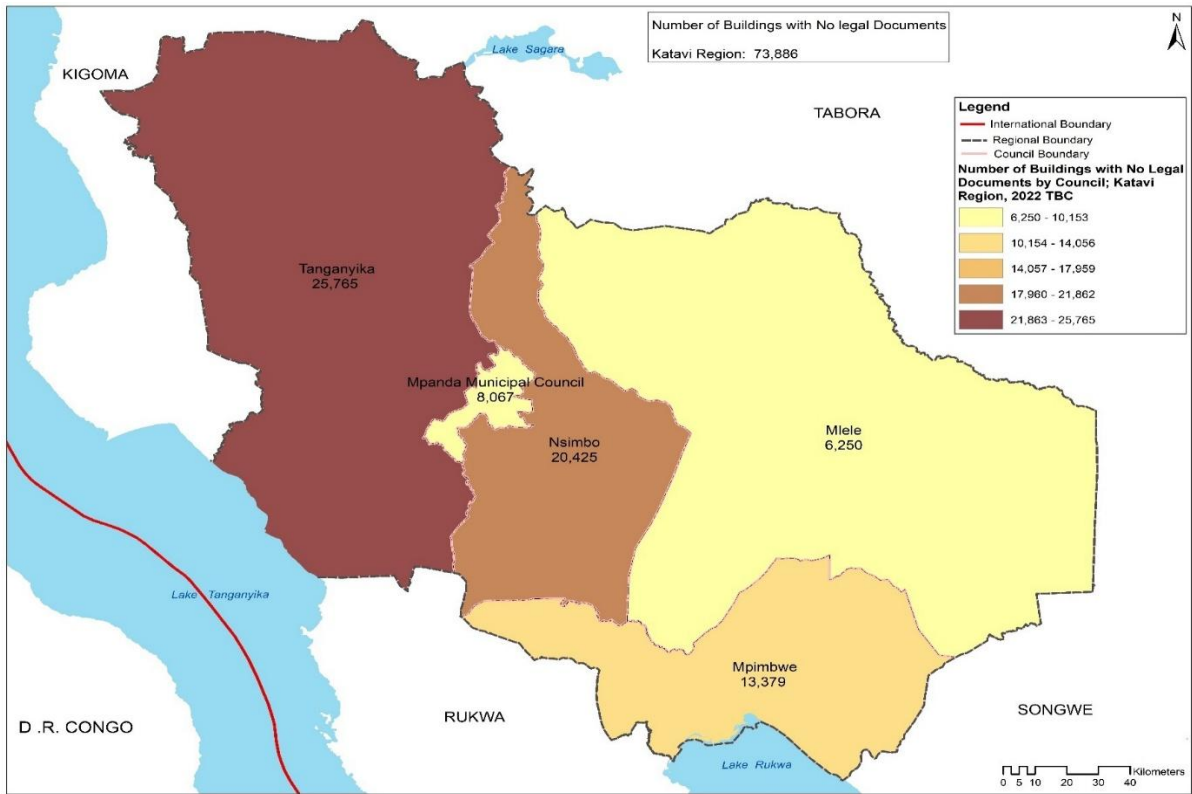 Number of Buildings with No legal Documents
Katavi Region: 73,886
N
Lake Sagara
KIGOMA
TABORA
Legend
International Boundary
Regional Boundary
Council Boundary
Number of Buildings with No Legal
Documents by Council; Katavi
Region, 2022 TBC
6,250 - 10,153
10,154 - 14,056
14,057 - 17,959
17,960 - 21,862
21,863 - 25,765
Tanganyika
25,765
Mpanda Municipal Council
8,067
Nsimbo
20,425
Mlele
6,250
Lake Tanganyika
Mpimbwe
13,379
D .R. CONGO
RUKWA
SONGWE
Lake Rukwa
Kilometers
0 5 10 20 30 40